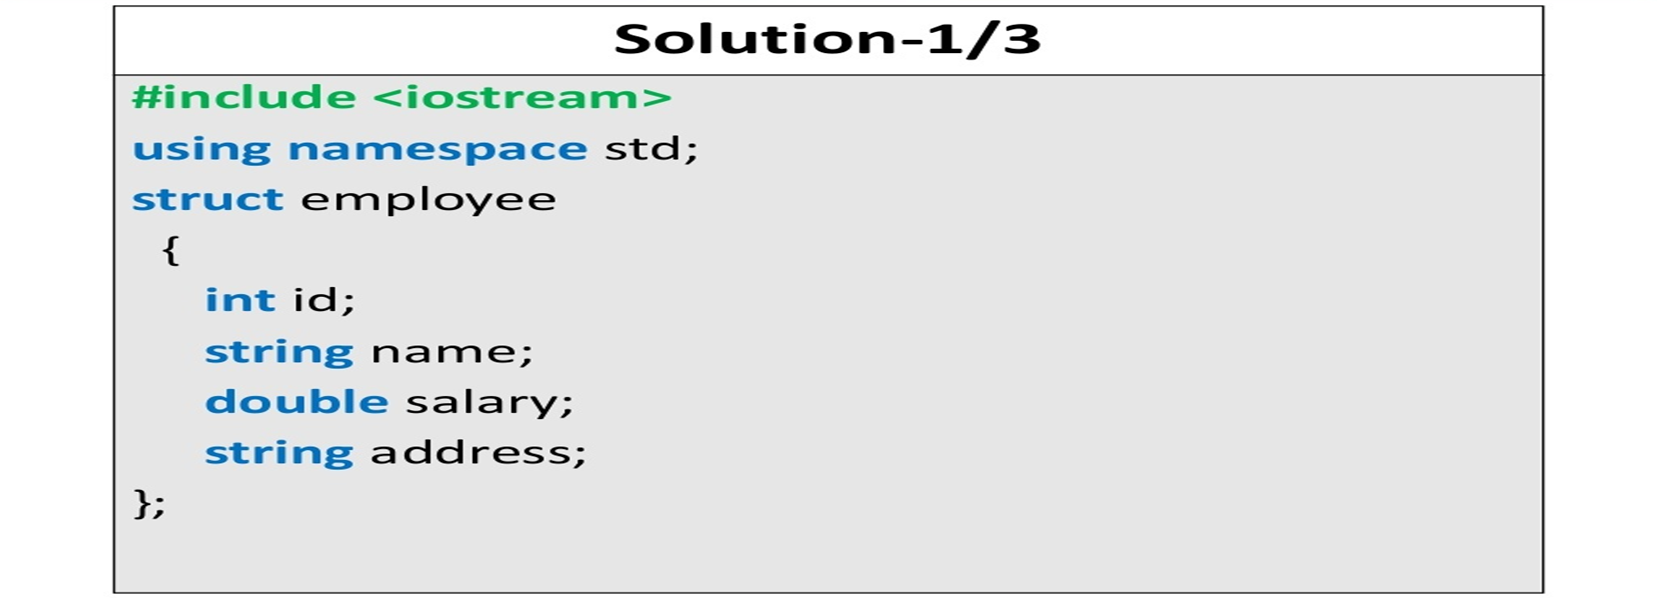 Solution-1/3
#include <iostream>
using namespace std;
struct employee
{
int id;
string name;
double salary;
string address;
};